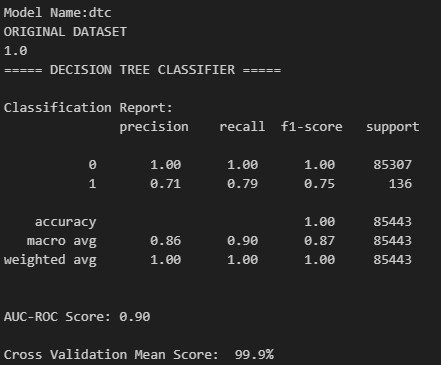 Model Name:dtc
ORIGINAL DATASET
1.0
===== DECISION TREE CLASSIFIER =====
Classification Report:
precision recall f1-score support
0 1.00 1.00 1.00 85307
1 0.71 0.79 0.75 136
accuracy 1.00 85443
macro avg 0.86 0.90 0.87 85443
weighted avg 1.00 1.00 1.00 85443
AUC-ROC Score: 0.90
Cross Validation Mean Score: 99.9%